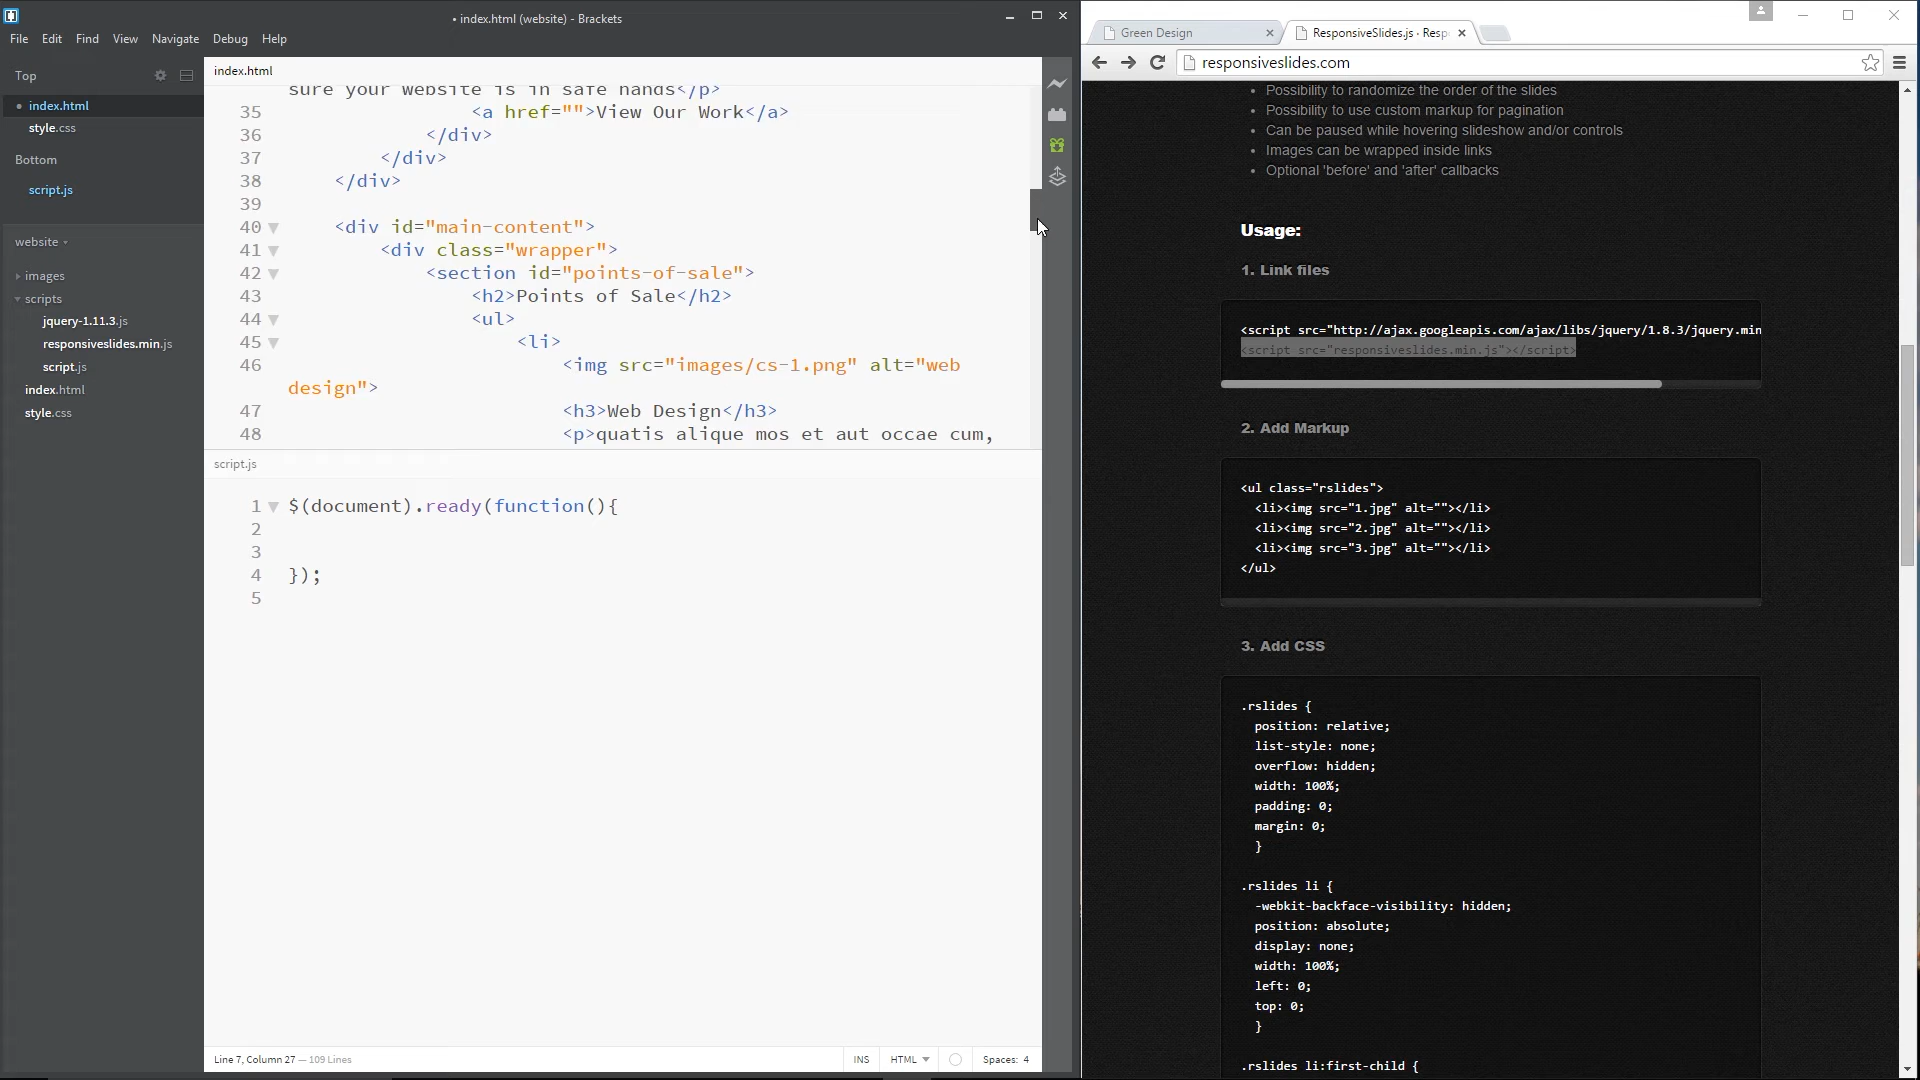 • index.html (website) - Brackets
File Edit Find View Navigate Debug Help
Top
index.html
style.css
Bottom
script.js
website
images
scripts
jquery-1.11.3.js
responsiveslides.min.js
script.js
index.html
style.css
index.html
sure your website is in safe hands</p>
35 <a href="">View Our Work</a>
36 </div>
37 </div>
38 </div>
39
40 <div id="main-content">
41 <div class="wrapper">
42 <section id="points-of-sale">
43 <h2>Points of Sale</h2>
44 <ul>
45 <li>
46 <img src="images/cs-1.png" alt="web
design">
47 <h3>Web Design</h3>
48 <p>quatis alique mos et aut occae cum,
script.js
1 $(document).ready(function(){
2
3
4 });
5
Line 7, Column 27 — 109 Lines
INS HTML Spaces: 4
Green Design
ResponsiveSlides.js · Resp
responsiveslides.com
• Possibility to randomize the order of the slides
• Possibility to use custom markup for pagination
• Can be paused while hovering slideshow and/or controls
• Images can be wrapped inside links
• Optional 'before' and 'after' callbacks
Usage:
1. Link files
<script src="http://ajax.googleapis.com/ajax/libs/jquery/1.8.3/jquery.min
<script src="responsiveslides.min.js"></script>
2. Add Markup
<ul class="rslides">
<li><img src="1.jpg" alt=""></li>
<li><img src="2.jpg" alt=""></li>
<li><img src="3.jpg" alt=""></li>
</ul>
3. Add CSS
.rslides {
position: relative;
list-style: none;
overflow: hidden;
width: 100%;
padding: 0;
margin: 0;
}
.rslides li {
-webkit-backface-visibility: hidden;
position: absolute;
display: none;
width: 100%;
left: 0;
top: 0;
}
.rslides li:first-child {